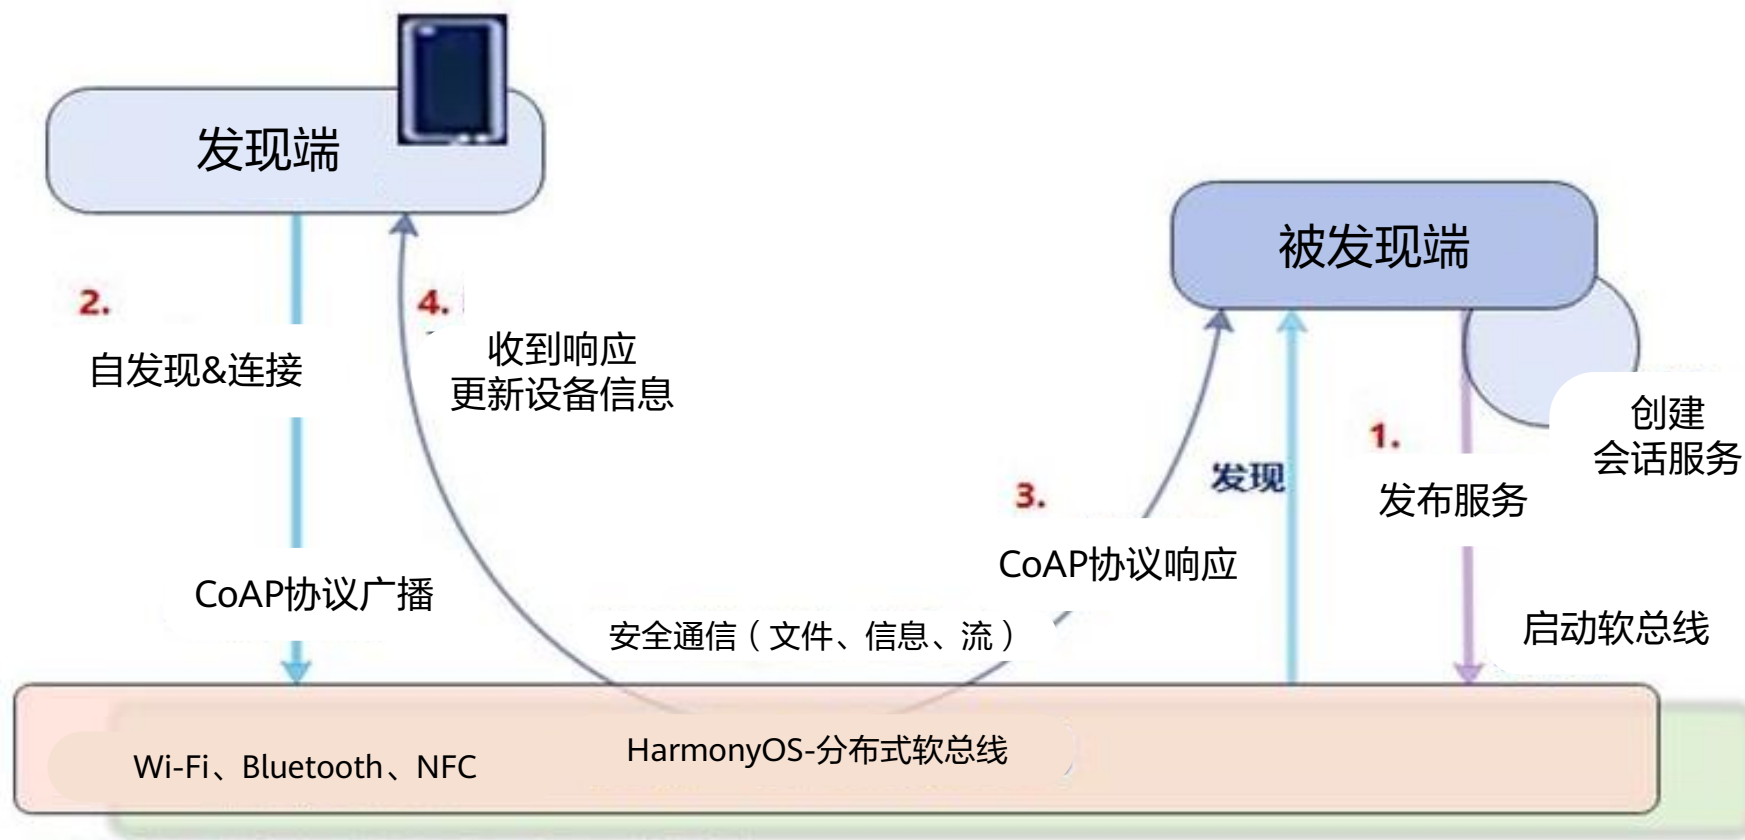 发现端
被发现端
2.
自发现&连接
4.
收到响应
更新设备信息
1.
发布服务
创建
会话服务
3.
发现
CoAP协议响应
CoAP协议广播
安全通信（文件、信息、流）
启动软总线
Wi-Fi、Bluetooth、NFC
HarmonyOS-分布式软总线